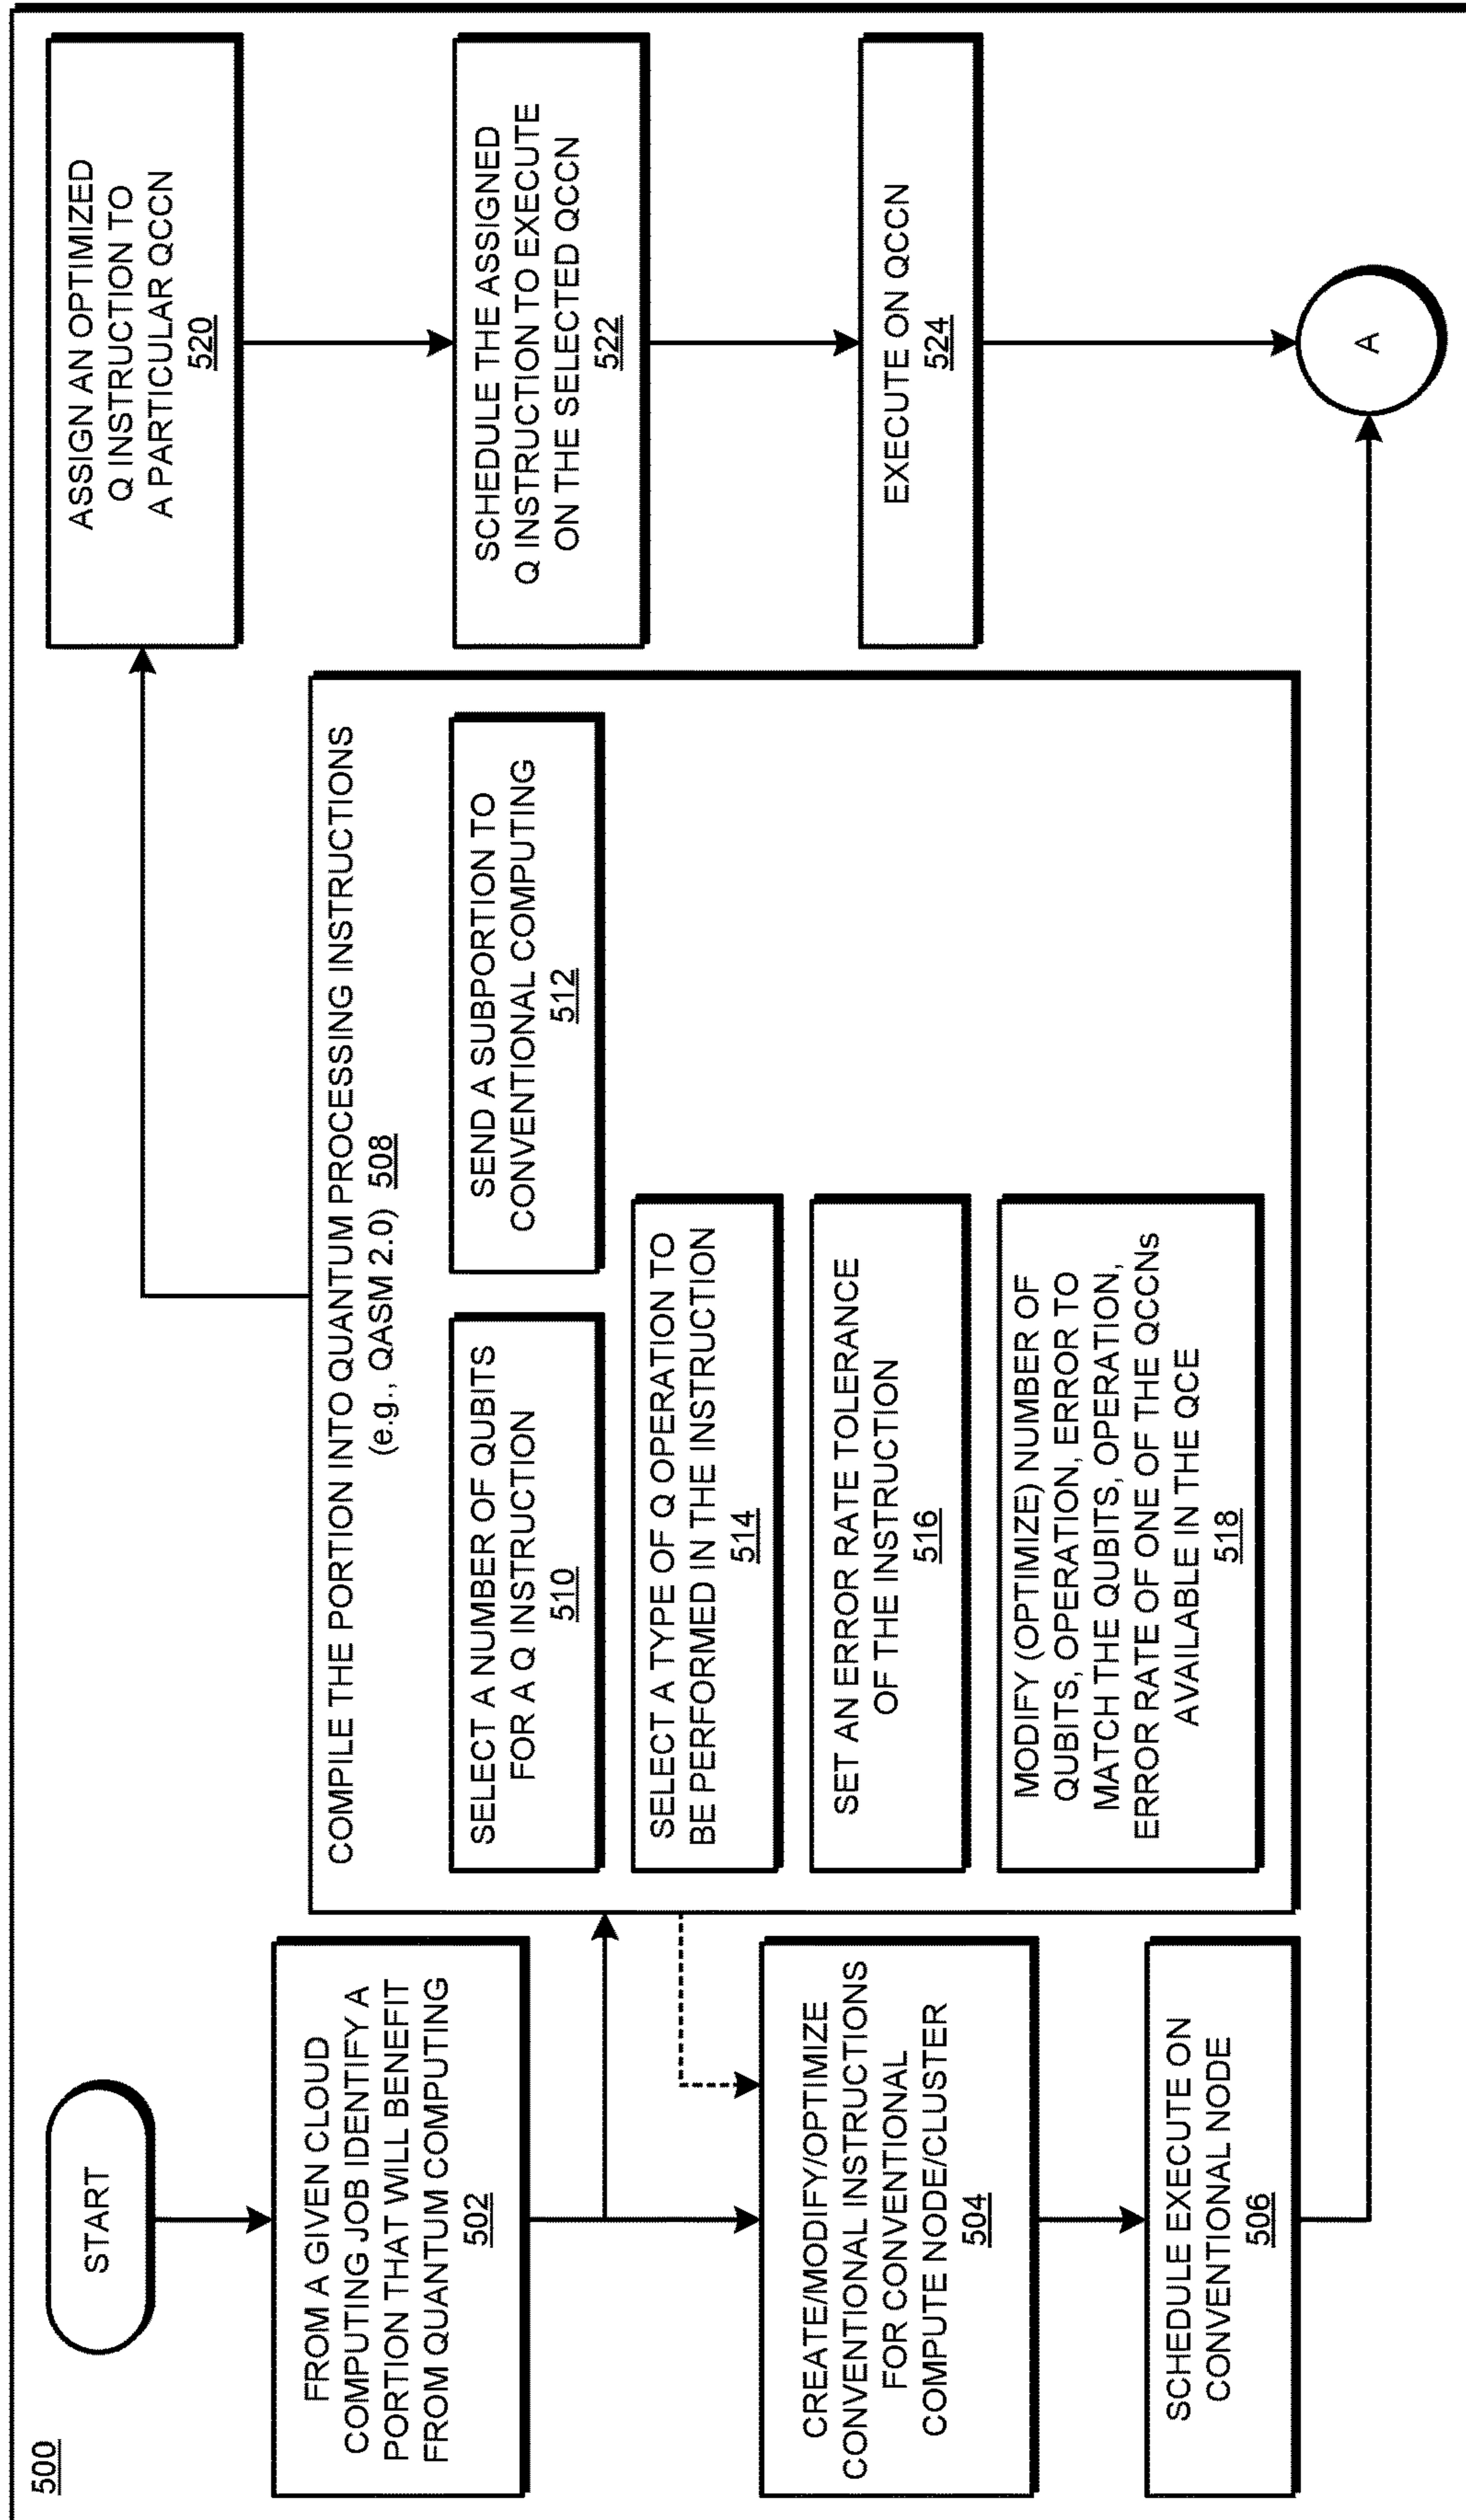 500
START
FROM A GIVEN CLOUD
COMPUTING JOB IDENTIFY A
PORTION THAT WILL BENEFIT
FROM QUANTUM COMPUTING
502
CREATE/MODIFY/OPTIMIZE
CONVENTIONAL INSTRUCTIONS
FOR CONVENTIONAL
COMPUTE NODE/CLUSTER
504
SCHEDULE EXECUTE ON
CONVENTIONAL NODE
506
COMPILE THE PORTION INTO QUANTUM PROCESSING INSTRUCTIONS
(e.g., QASM 2.0) 508
SELECT A NUMBER OF QUBITS
FOR A Q INSTRUCTION
510
SEND A SUBPORTION TO
CONVENTIONAL COMPUTING
512
SELECT A TYPE OF Q OPERATION TO
BE PERFORMED IN THE INSTRUCTION
514
SET AN ERROR RATE TOLERANCE
OF THE INSTRUCTION
516
MODIFY (OPTIMIZE) NUMBER OF
QUBITS, OPERATION, ERROR TO
MATCH THE QUBITS, OPERATION,
ERROR RATE OF ONE OF THE QCCNs
AVAILABLE IN THE QCE
518
ASSIGN AN OPTIMIZED
Q INSTRUCTION TO
A PARTICULAR QCCN
520
SCHEDULE THE ASSIGNED
Q INSTRUCTION TO EXECUTE
ON THE SELECTED QCCN
522
EXECUTE ON QCCN
524
A